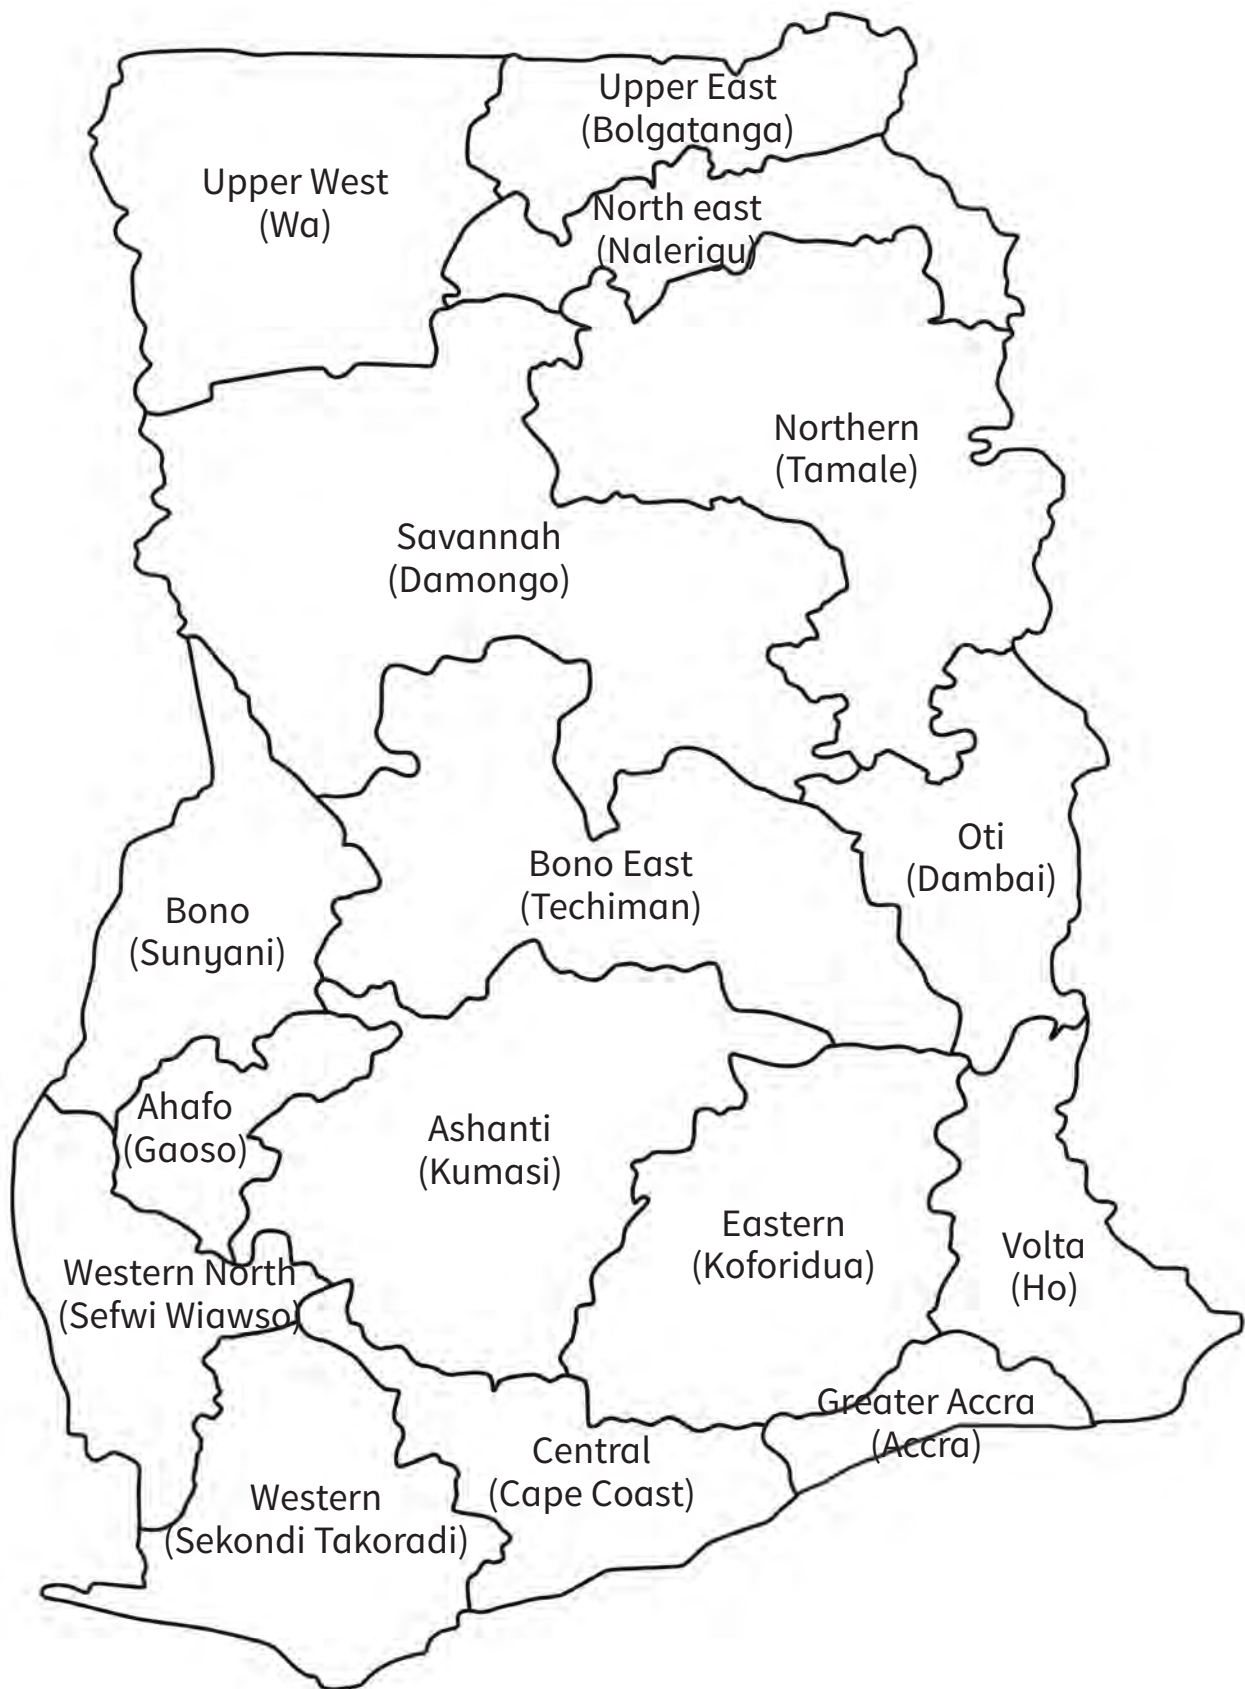 Upper East
(Bolgatanga)
Upper West
(Wa)
North east
(Nalerigu)
Northern
(Tamale)
Savannah
(Damongo)
Oti
(Dambai)
Bono East
(Techiman)
Bono
(Sunyani)
Ahafo
(Gaoso)
Ashanti
(Kumasi)
Eastern
(Koforidua)
Volta
(Ho)
Western North
(Sefwi Wiawso)
Greater Accra
(Accra)
Central
(Cape Coast)
Western
(Sekondi Takoradi)